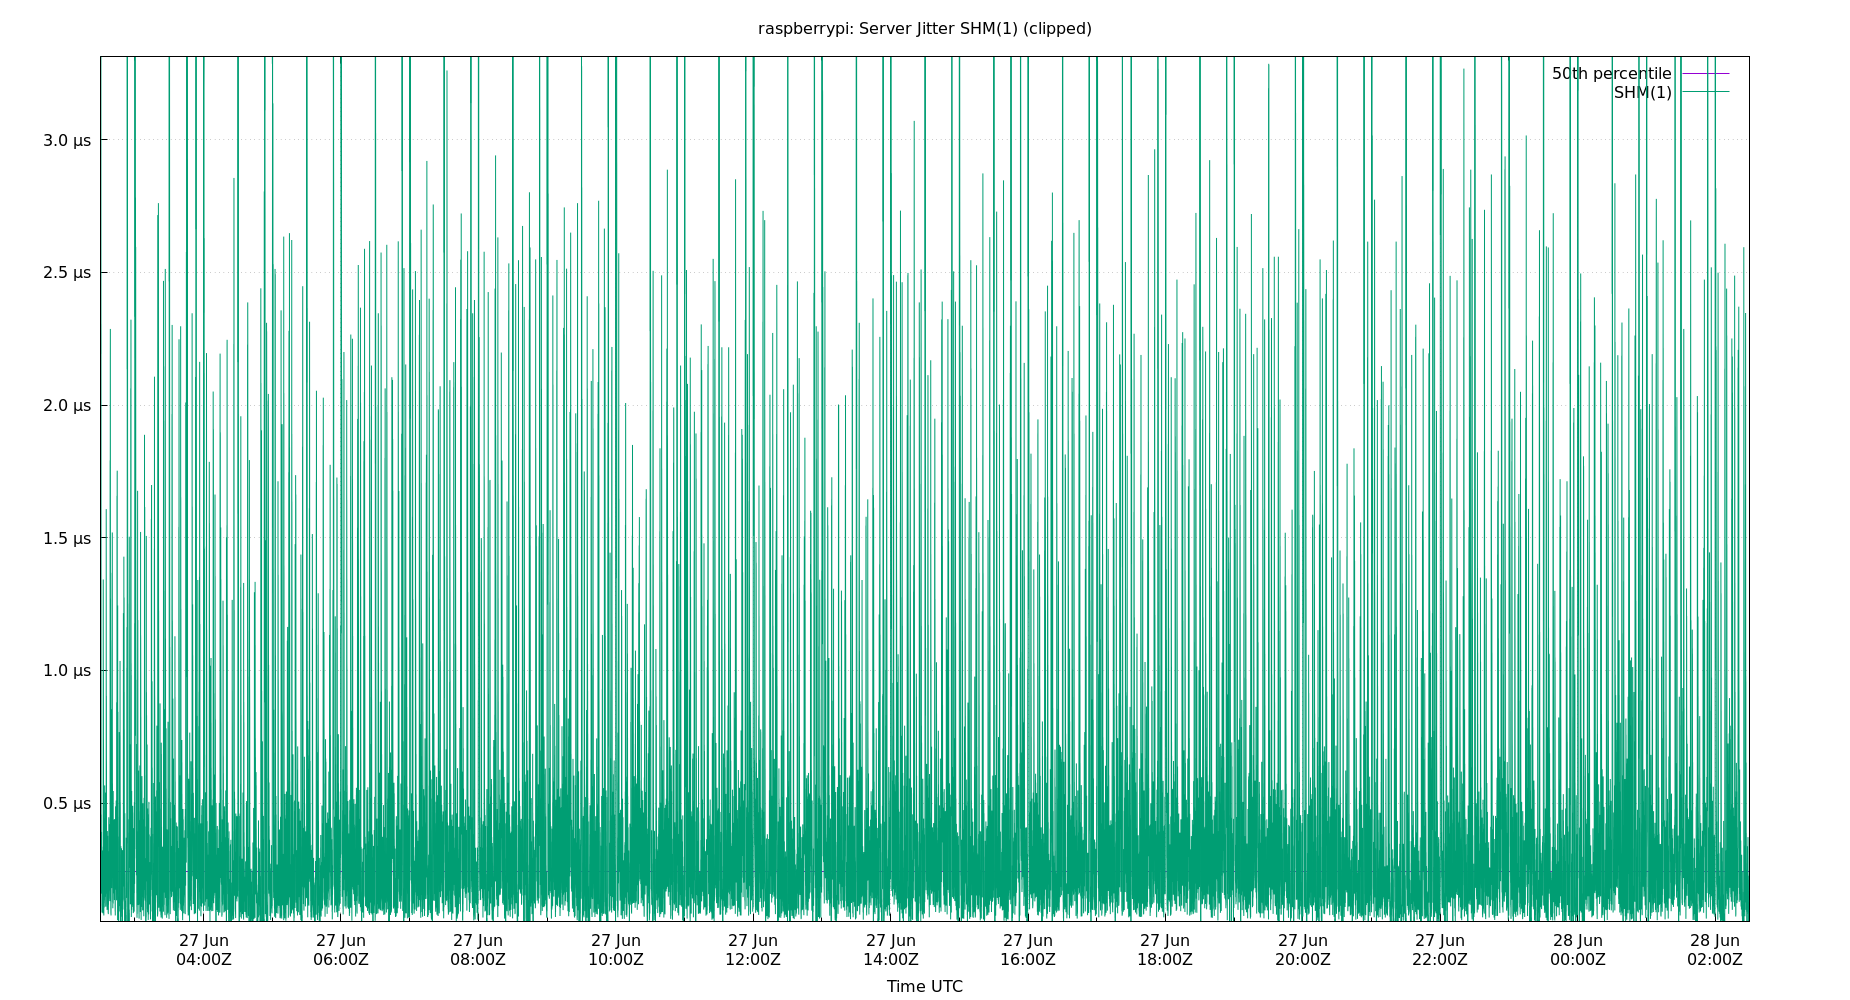 raspberrypi: Server Jitter SHM(1) (clipped)
50th percentile
SHM(1)
3.0 µs
2.5 µs
2.0 µs
1.5 µs
1.0 µs
0.5 µs
27 Jun 27 Jun 27 Jun 27 Jun 27 Jun 27 Jun 27 Jun 27 Jun 27 Jun 27 Jun 28 Jun 28 Jun
04:00Z 06:00Z 08:00Z 10:00Z 12:00Z 14:00Z 16:00Z 18:00Z 20:00Z 22:00Z 00:00Z 02:00Z
Time UTC